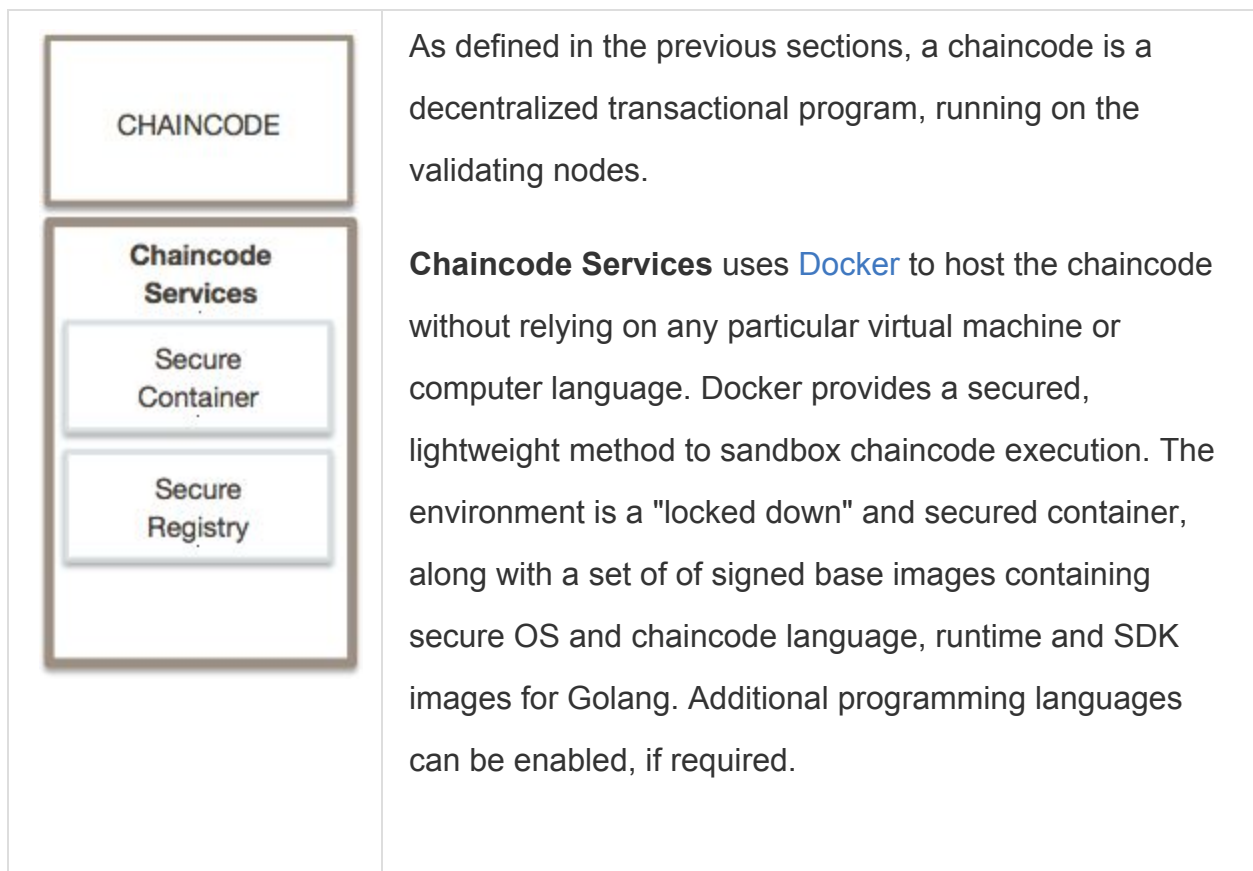 CHAINCODE
Chaincode
Services
Secure
Container
Secure
Registry
As defined in the previous sections, a chaincode is a
decentralized transactional program, running on the
validating nodes.
Chaincode Services uses Docker to host the chaincode
without relying on any particular virtual machine or
computer language. Docker provides a secured,
lightweight method to sandbox chaincode execution. The
environment is a "locked down" and secured container,
along with a set of of signed base images containing
secure OS and chaincode language, runtime and SDK
images for Golang. Additional programming languages
can be enabled, if required.